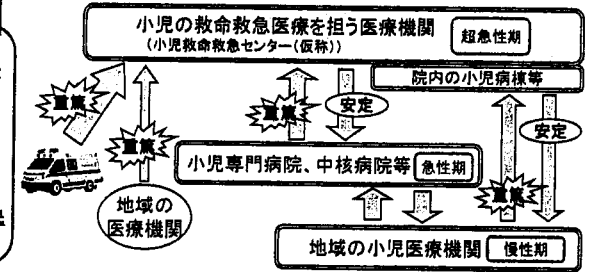 小児の救命救急医療を担う医療機関
(小児救命救急センター(仮称))
超急性期
院内の小児病棟等
重篤
重篤
重篤
安定
安定
小児専門病院、中核病院等
急性期
重篤
地域の
医療機関
地域の小児医療機関
慢性期